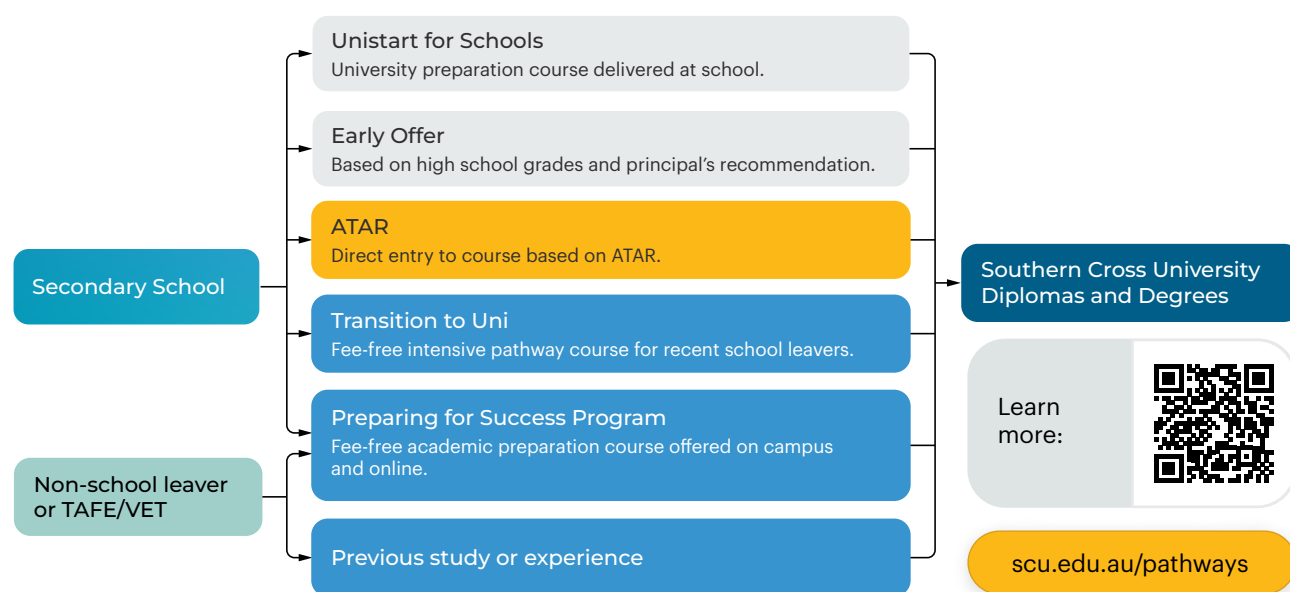 Unistart for Schools
University preparation course delivered at school.
Early Offer
Based on high school grades and principal’s recommendation.
ATAR
Direct entry to course based on ATAR.
Secondary School
Transition to Uni
Fee-free intensive pathway course for recent school leavers.
Preparing for Success Program
Fee-free academic preparation course offered on campus
and online.
Non-school leaver
or TAFE/VET
Previous study or experience
Southern Cross University
Diplomas and Degrees
Learn
more:
scu.edu.au/pathways